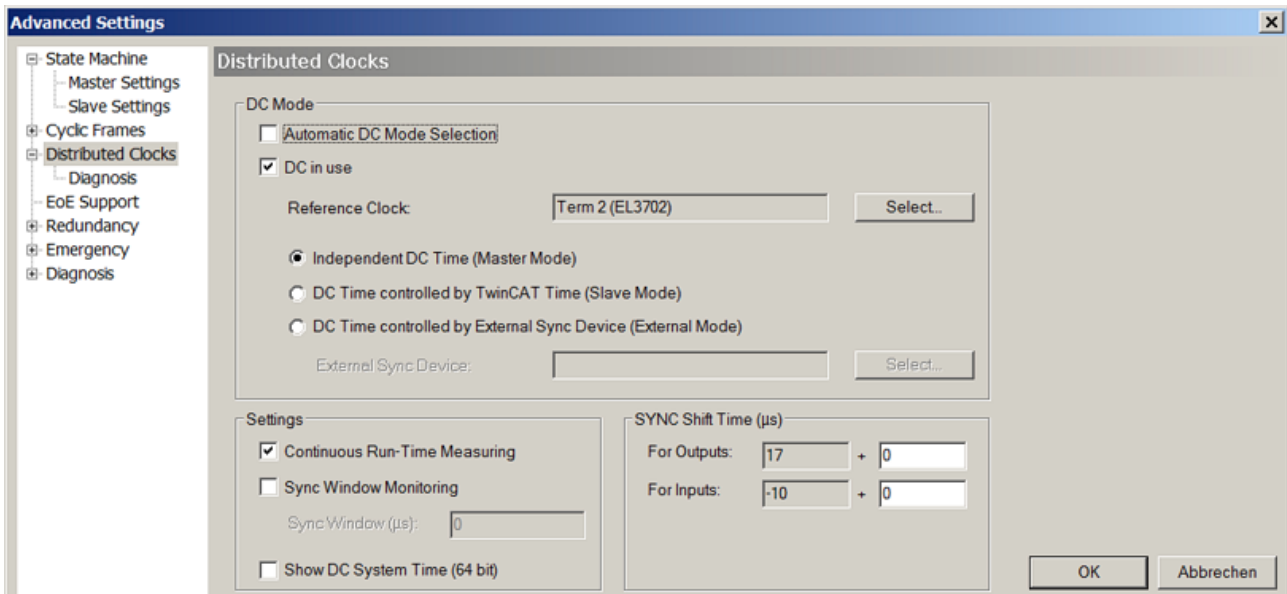 Advanced Settings
State Machine
Master Settings
Slave Settings
Cyclic Frames
Distributed Clocks
Diagnosis
EoE Support
Redundancy
Emergency
Diagnosis
Distributed Clocks
DC Mode
Automatic DC Mode Selection
DC in use
Reference Clock: Term 2 (EL3702) Select...
Independent DC Time (Master Mode)
DC Time controlled by TwinCAT Time (Slave Mode)
DC Time controlled by External Sync Device (External Mode)
External Sync Device: Select...
Settings
Continuous Run-Time Measuring
Sync Window Monitoring
Sync Window (µs): 0
Show DC System Time (64 bit)
SYNC Shift Time (µs)
For Outputs: 17 + 0
For Inputs: -10 + 0
OK Abbrechen